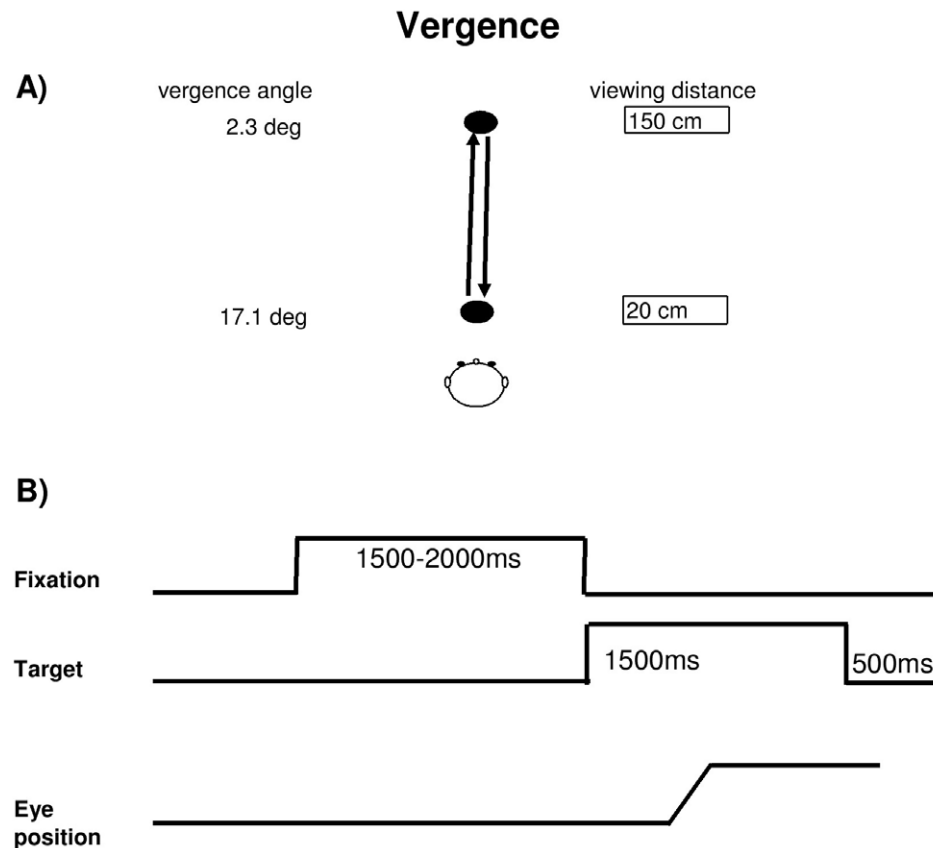 Vergence
A)
vergence angle
viewing distance
2.3 deg
150 cm
17.1 deg
20 cm
B)
1500-2000ms
Fixation
Target
1500ms
500ms
Eye
position